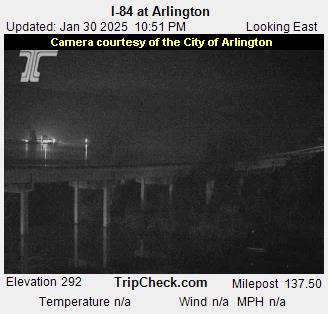 I-84 at Arlington
Updated: Jan 30 2025 10:51 PM Looking East
Camera courtesy of the City of Arlington
Elevation 292 TripCheck.com Milepost 137.50
Temperature n/a Wind n/a MPH n/a